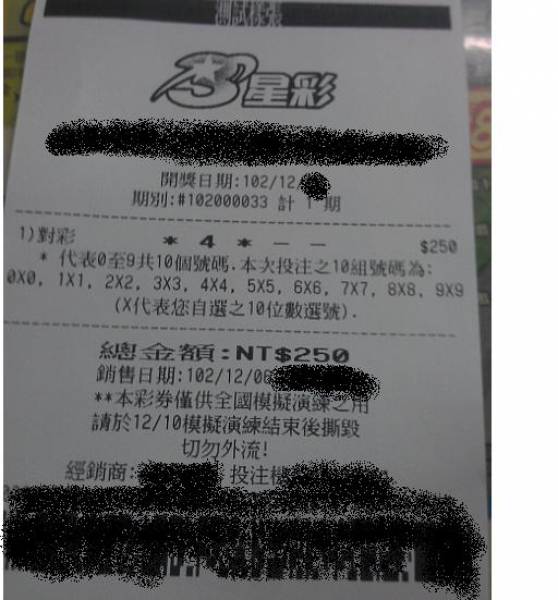 測試樣張
3星彩
開獎日期:102/12
期別:#102000033 計 1 期
1)對彩 * 4 * - - $250
* 代表0至9共10個號碼.本次投注之10組號碼為:
0X0, 1X1, 2X2, 3X3, 4X4, 5X5, 6X6, 7X7, 8X8, 9X9
(X代表您自選之10位數選號).
總金額:NT$250
銷售日期:102/12/0
**本彩券僅供全國模擬演練之用
請於12/10模擬演練結束後撕毀
切勿外流!
經銷商: 投注機